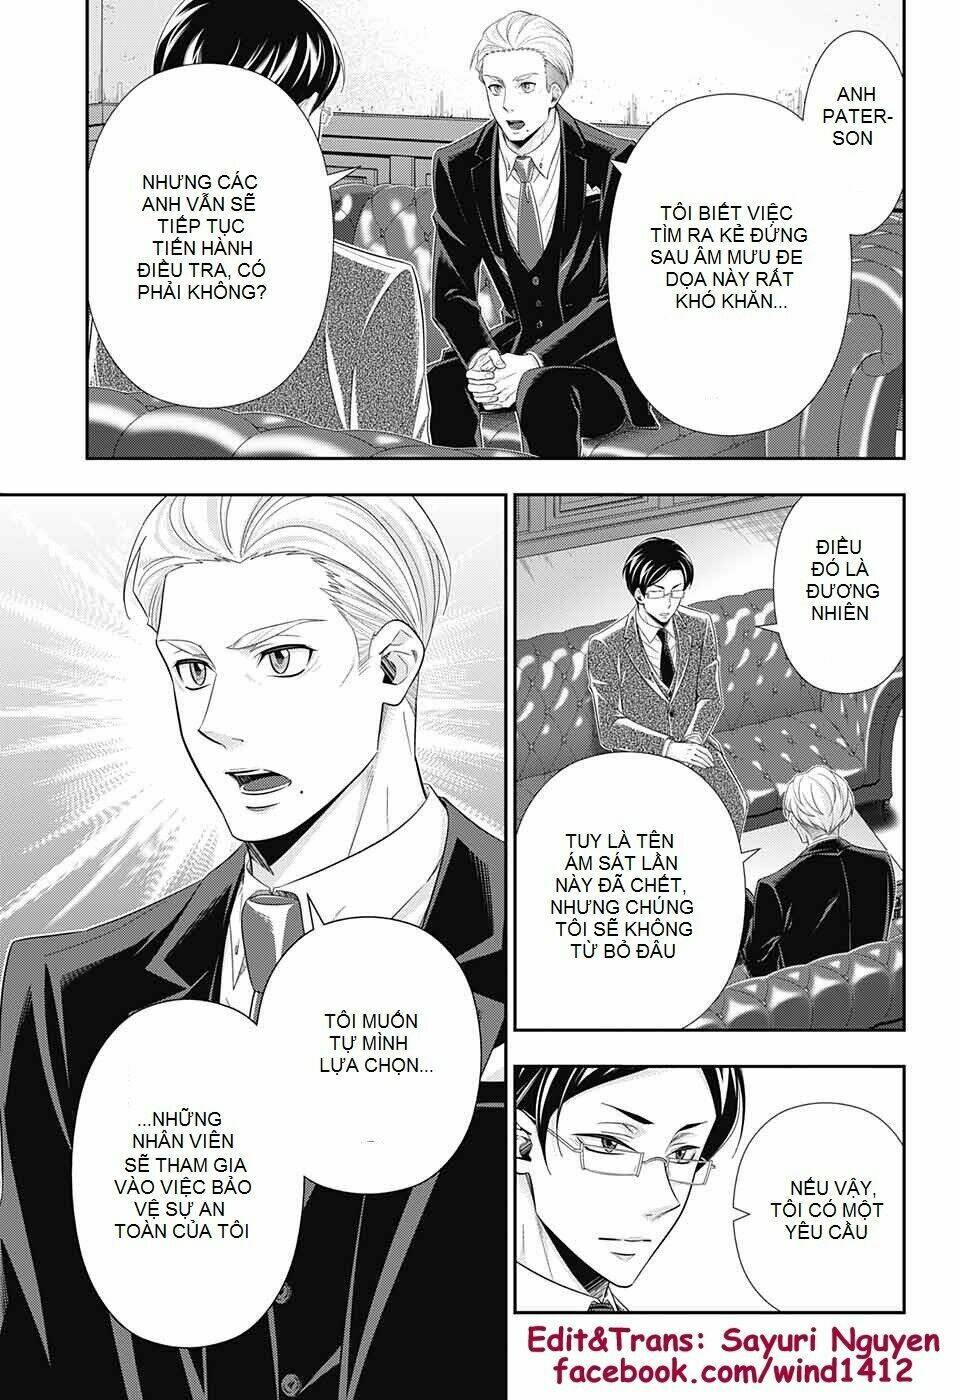 ANH
PATER-
SON
TÔI BIẾT VIỆC
TÌM RA KẺ ĐỨNG
SAU ÂM MƯU ĐE
DỌA NÀY RẤT
KHÓ KHĂN...
NHƯNG CÁC
ANH VẪN SẼ
TIẾP TỤC
TIẾN HÀNH
ĐIỀU TRA, CÓ
PHẢI KHÔNG?
ĐIỀU
ĐÓ LÀ
ĐƯƠNG
NHIÊN
TUY LÀ TÊN
ÁM SÁT LẦN
NÀY ĐÃ CHẾT,
NHƯNG CHÚNG
TÔI SẼ KHÔNG
TỪ BỎ ĐÂU
NẾU VẬY,
TÔI CÓ MỘT
YÊU CẦU
TÔI MUỐN
TỰ MÌNH
LỰA CHỌN...
...NHỮNG
NHÂN VIÊN
SẼ THAM GIA
VÀO VIỆC BẢO
VỆ SỰ AN
TOÀN CỦA TÔI
Edit&Trans: Sayuri Nguyen
facebook.com/wind1412